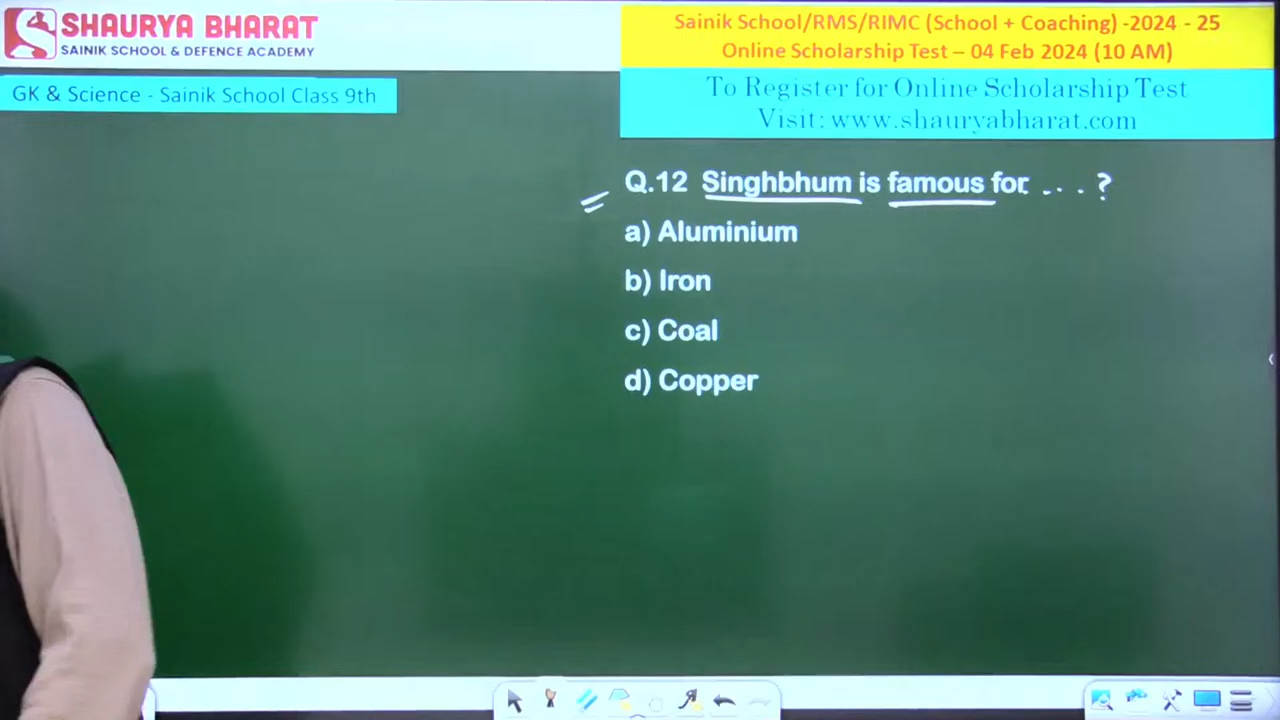 SHAURYA BHARAT
SAINIK SCHOOL & DEFENCE ACADEMY
Sainik School/RMS/RIMC (School + Coaching) -2024 - 25
Online Scholarship Test – 04 Feb 2024 (10 AM)
To Register for Online Scholarship Test
Visit: www.shauryabharat.com
GK & Science - Sainik School Class 9th
Q.12 Singhbhum is famous for . . . . ?
a) Aluminium
b) Iron
c) Coal
d) Copper